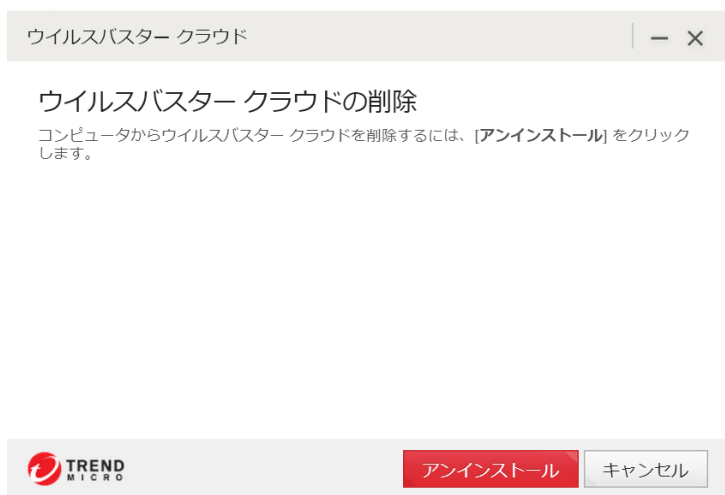 ウイルスバスター クラウド
ウイルスバスター クラウドの削除
コンピュータからウイルスバスター クラウドを削除するには、[アンインストール] をクリック
します。
TREND
MICRO
アンインストール
キャンセル